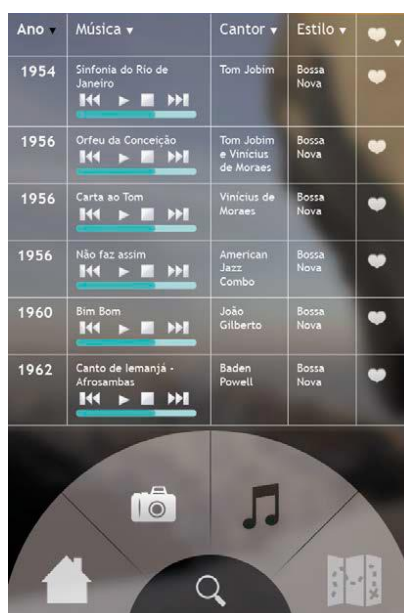 Ano Música Cantor Estilo
1954 Sinfonia do Rio de Tom Jobim Bossa
Janeiro Nova
1956 Orfeu da Conceição Tom Jobim Bossa
e Vinícius Nova
de Moraes
1956 Carta ao Tom Vinícius de Bossa
Moraes Nova
1956 Não faz assim American Bossa
Jazz Nova
Combo
1960 Bim Bom João Bossa
Gilberto Nova
1962 Canto de Iemanjá - Baden Bossa
Afrosambas Powell Nova